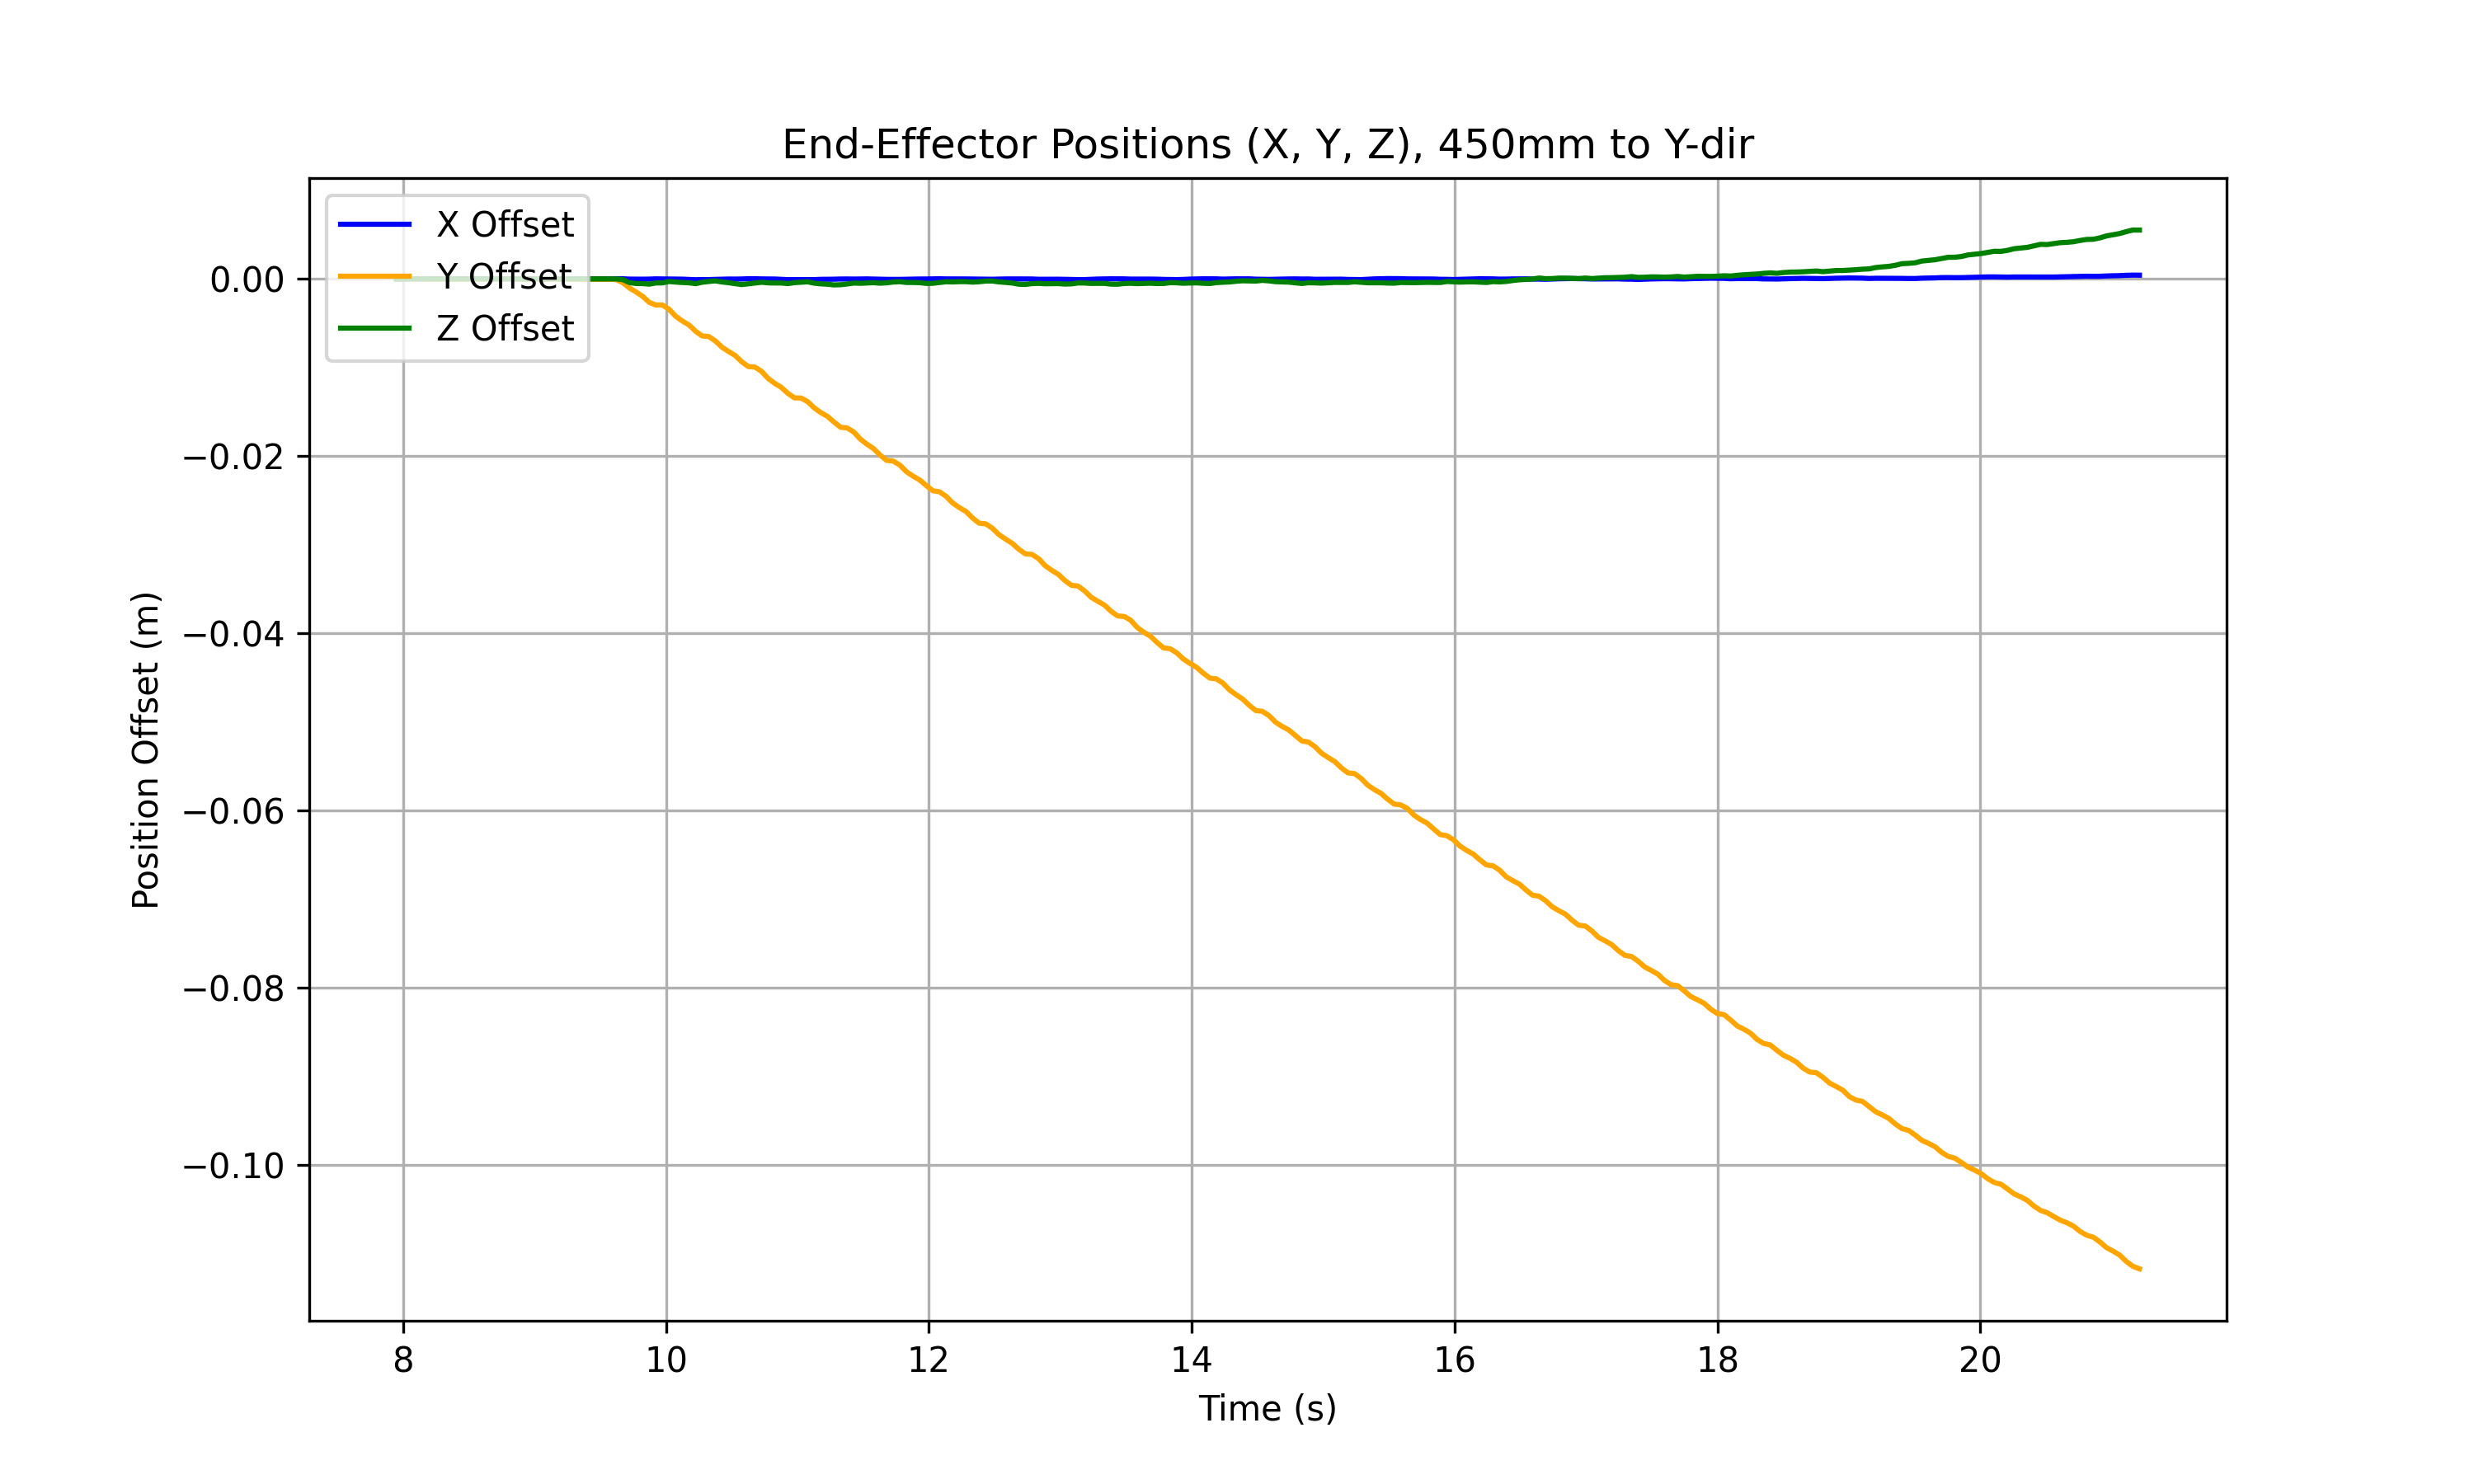 End-Effector Positions (X, Y, Z), 450mm to Y-dir
X Offset
Y Offset
Z Offset
0.00
−0.02
−0.04
−0.06
−0.08
−0.10
Position Offset (m)
8 10 12 14 16 18 20
Time (s)